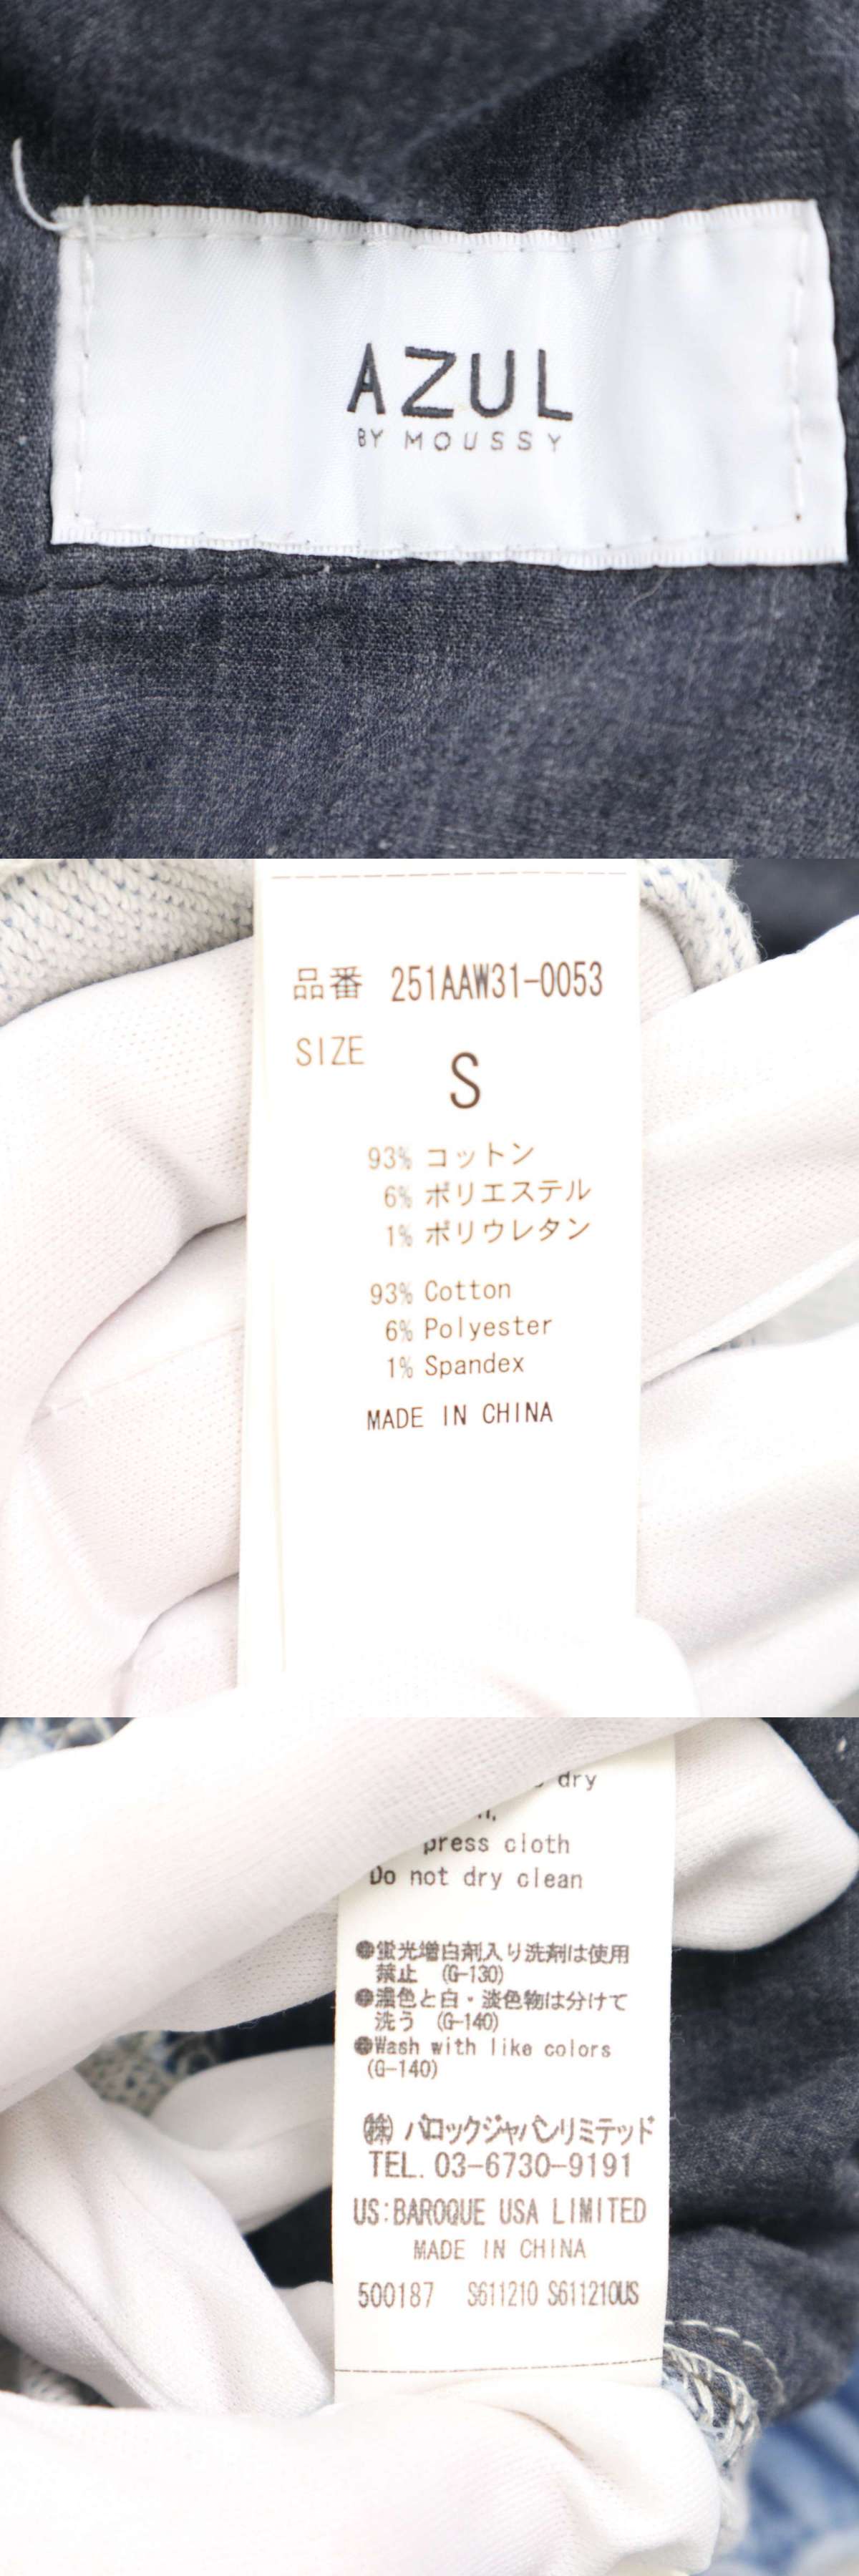 AZUL
BY MOUSSY
品番 251AAW31-0053
SIZE
S
93% コットン
6% ポリエステル
1% ポリウレタン
93% Cotton
6% Polyester
1% Spandex
MADE IN CHINA
dry
press cloth
Do not dry clean
●蛍光増白剤入り洗剤は使用
禁止 (G-130)
●濃色と白・淡色物は分けて
洗う (G-140)
●Wash with like colors
(G-140)
㈱ バロックジャパンリミテッド
TEL. 03-6730-9191
US:BAROQUE USA LIMITED
MADE IN CHINA
500187 S611210 S611210US